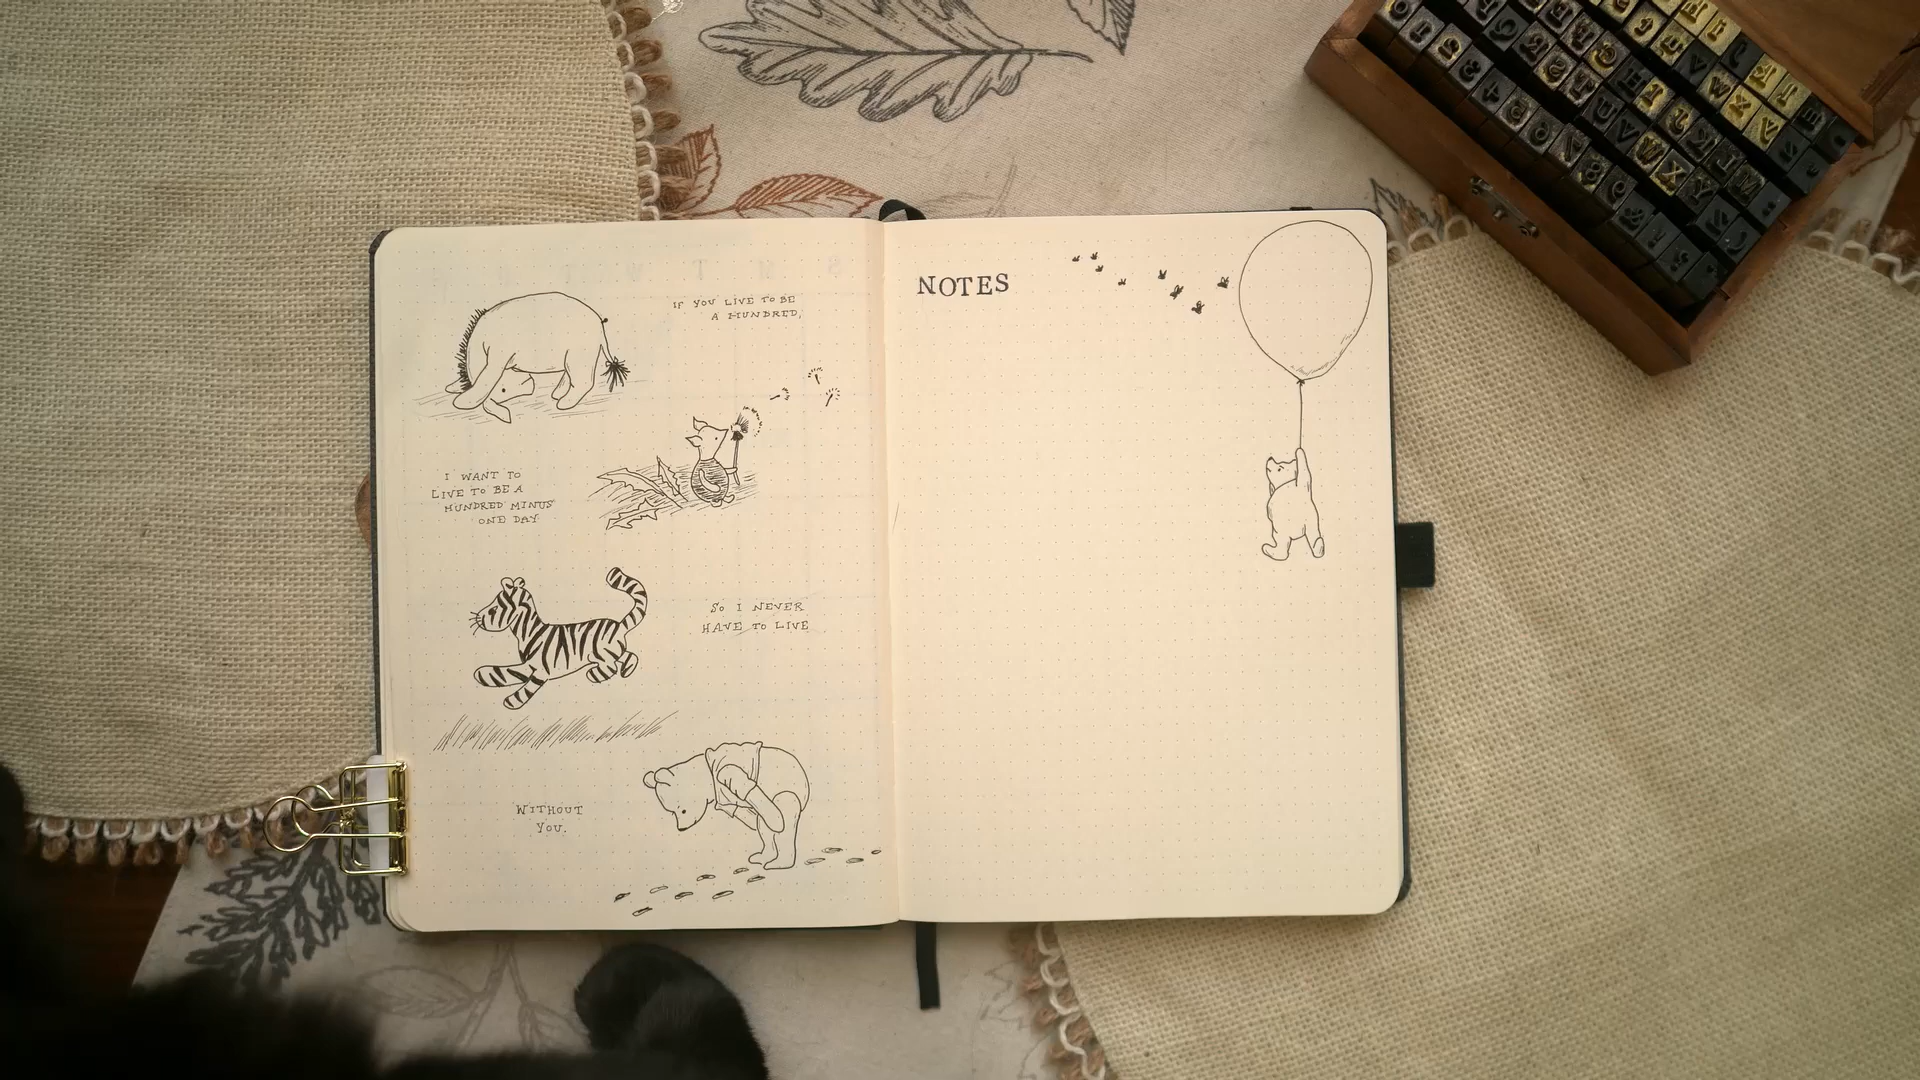 IF YOU LIVE TO BE
A HUNDRED,
I WANT TO
LIVE TO BE A
HUNDRED MINUS
ONE DAY
SO I NEVER
HAVE TO LIVE
WITHOUT
YOU.
NOTES